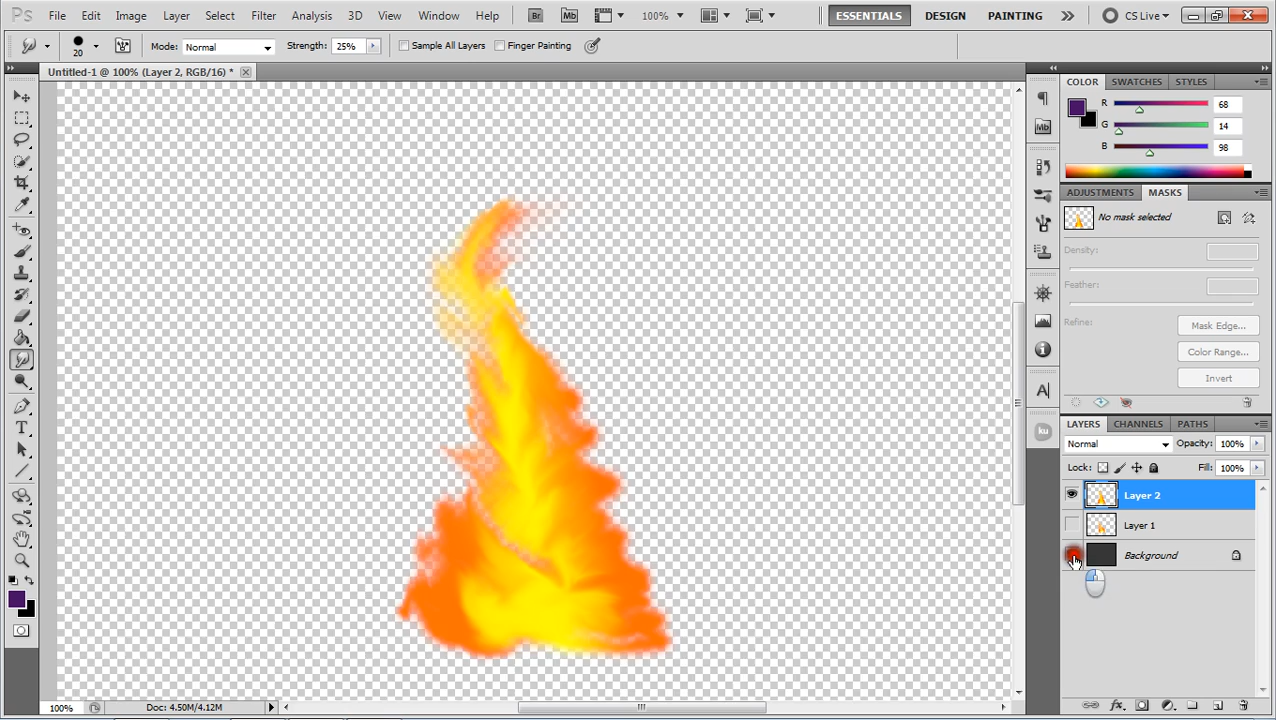 Ps File Edit Image Layer Select Filter Analysis 3D View Window Help Br Mb 100% ESSENTIALS DESIGN PAINTING CS Live
20 Mode: Normal Strength: 25% Sample All Layers Finger Painting
Untitled-1 @ 100% (Layer 2, RGB/16) *
COLOR SWATCHES STYLES
R 68
G 14
B 98
Mb
ADJUSTMENTS MASKS
No mask selected
Density:
Feather:
Refine: Mask Edge...
Color Range...
Invert
A
ku
T
LAYERS CHANNELS PATHS
Normal Opacity: 100%
Lock: Fill: 100%
Layer 2
Layer 1
Background
fx
100% Doc: 4.50M/4.12M